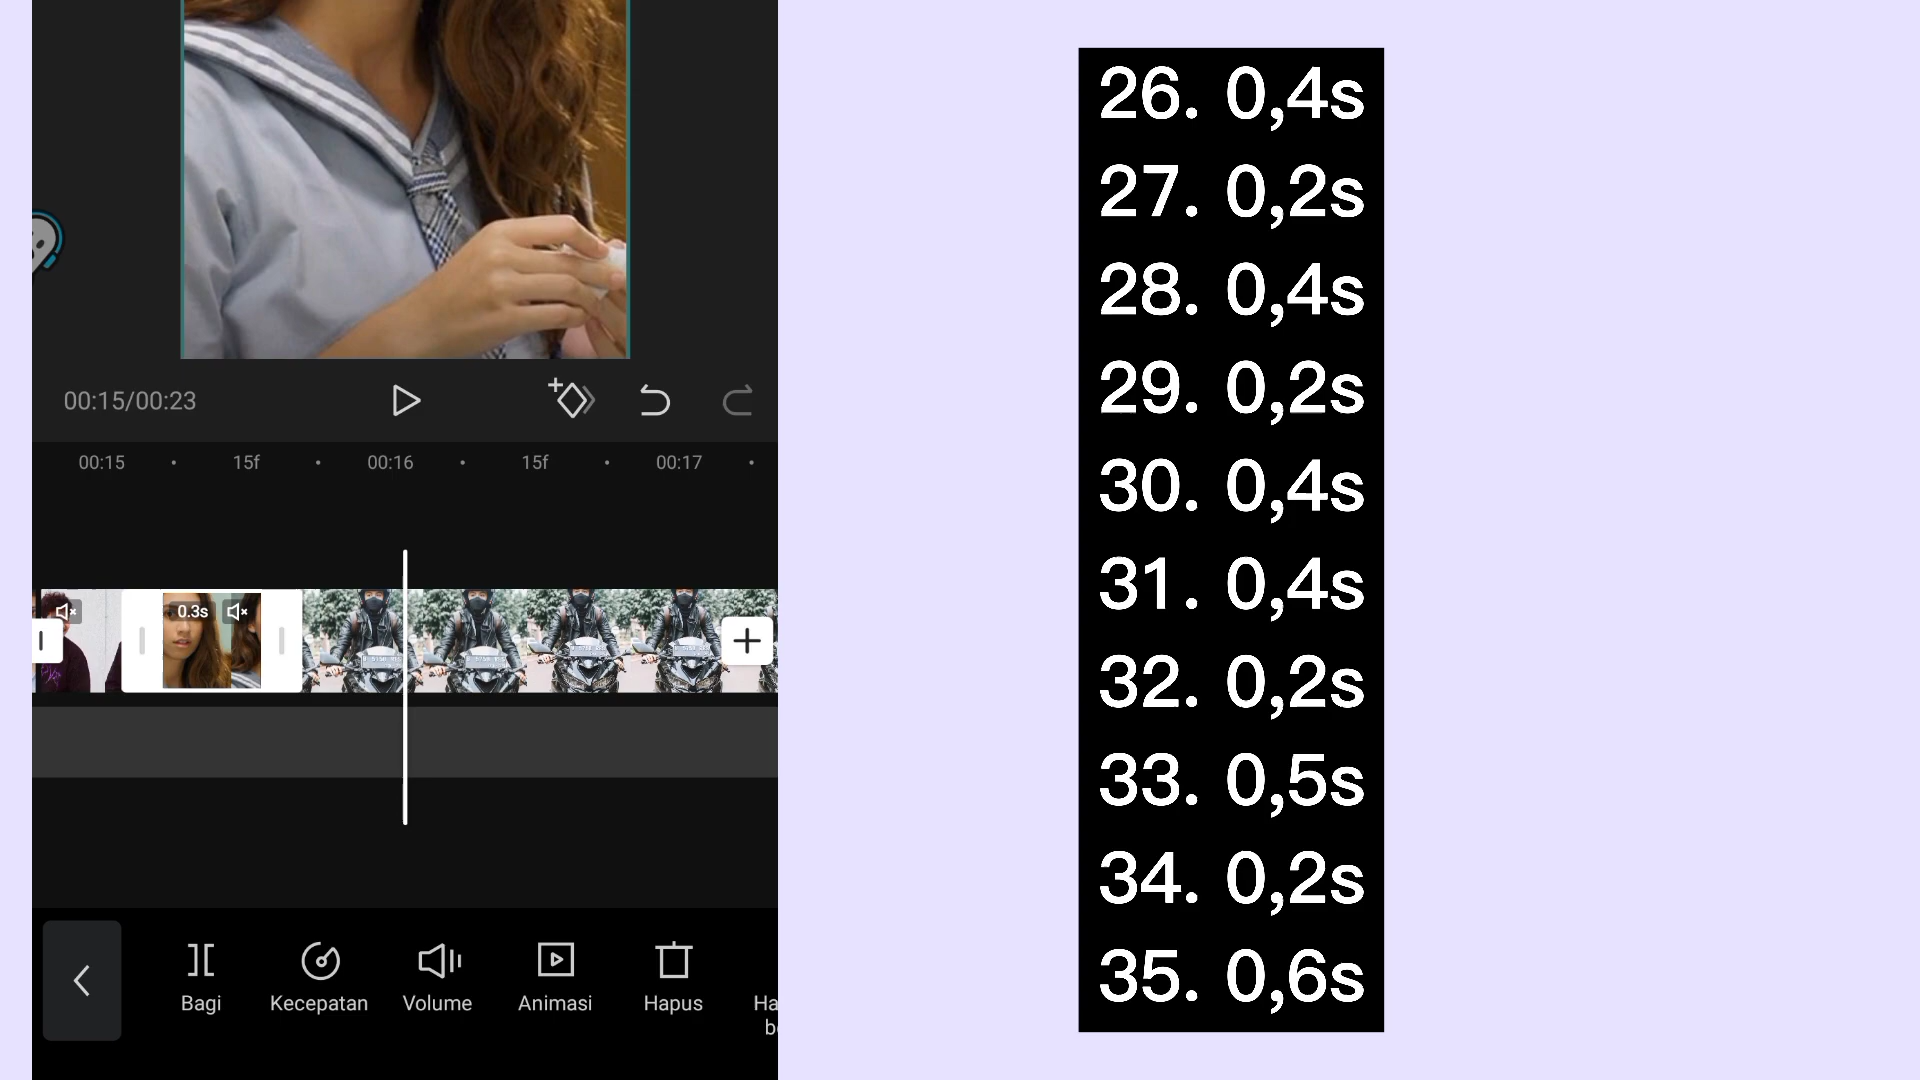 00:15/00:23
00:15 • 15f • 00:16 • 15f • 00:17 •
0.3s
Bagi Kecepatan Volume Animasi Hapus
26. 0,4s
27. 0,2s
28. 0,4s
29. 0,2s
30. 0,4s
31. 0,4s
32. 0,2s
33. 0,5s
34. 0,2s
35. 0,6s